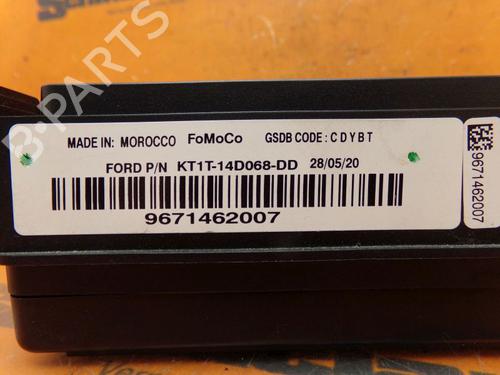 MADE IN: MOROCCO FoMoCo GSDB CODE: C D Y B T
FORD P/N KT1T-14D068-DD 28/05/20
9671462007
9671462007
B-PARTS